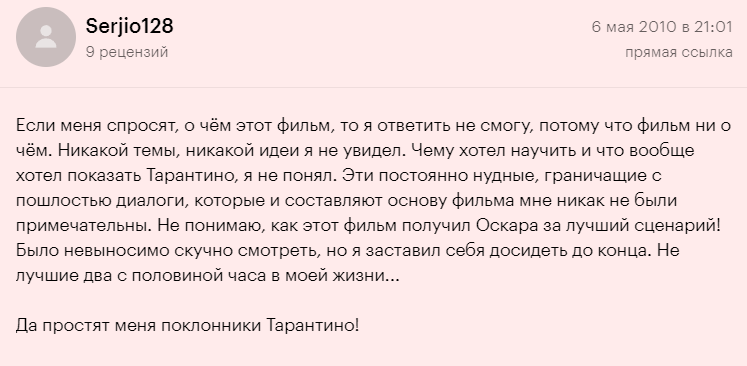 Serjio128
6 мая 2010 в 21:01
9 рецензий
прямая ссылка
Если меня спросят, о чём этот фильм, то я ответить не смогу, потому что фильм ни о
чём. Никакой темы, никакой идеи я не увидел. Чему хотел научить и что вообще
хотел показать Тарантино, я не понял. Эти постоянно нудные, граничащие с
пошлостью диалоги, которые и составляют основу фильма мне никак не были
примечательны. Не понимаю, как этот фильм получил Оскара за лучший сценарий!
Было невыносимо скучно смотреть, но я заставил себя досидеть до конца. Не
лучшие два с половиной часа в моей жизни...
Да простят меня поклонники Тарантино!